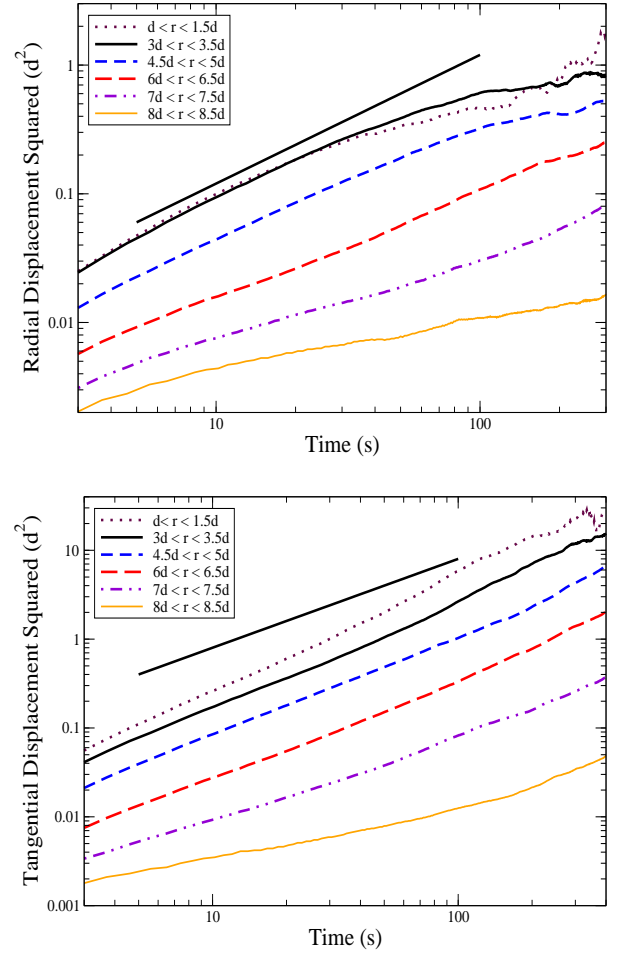 d < r < 1.5d
3d < r < 3.5d
4.5d < r < 5d
6d < r < 6.5d
7d < r < 7.5d
8d < r < 8.5d
Radial Displacement Squared (d²)
1
0.1
0.01
10
100
Time (s)
d< r < 1.5d
3d < r < 3.5d
4.5d < r < 5d
6d < r < 6.5d
7d < r < 7.5d
8d < r < 8.5d
Tangential Displacement Squared (d²)
10
1
0.1
0.01
0.001
10
100
Time (s)